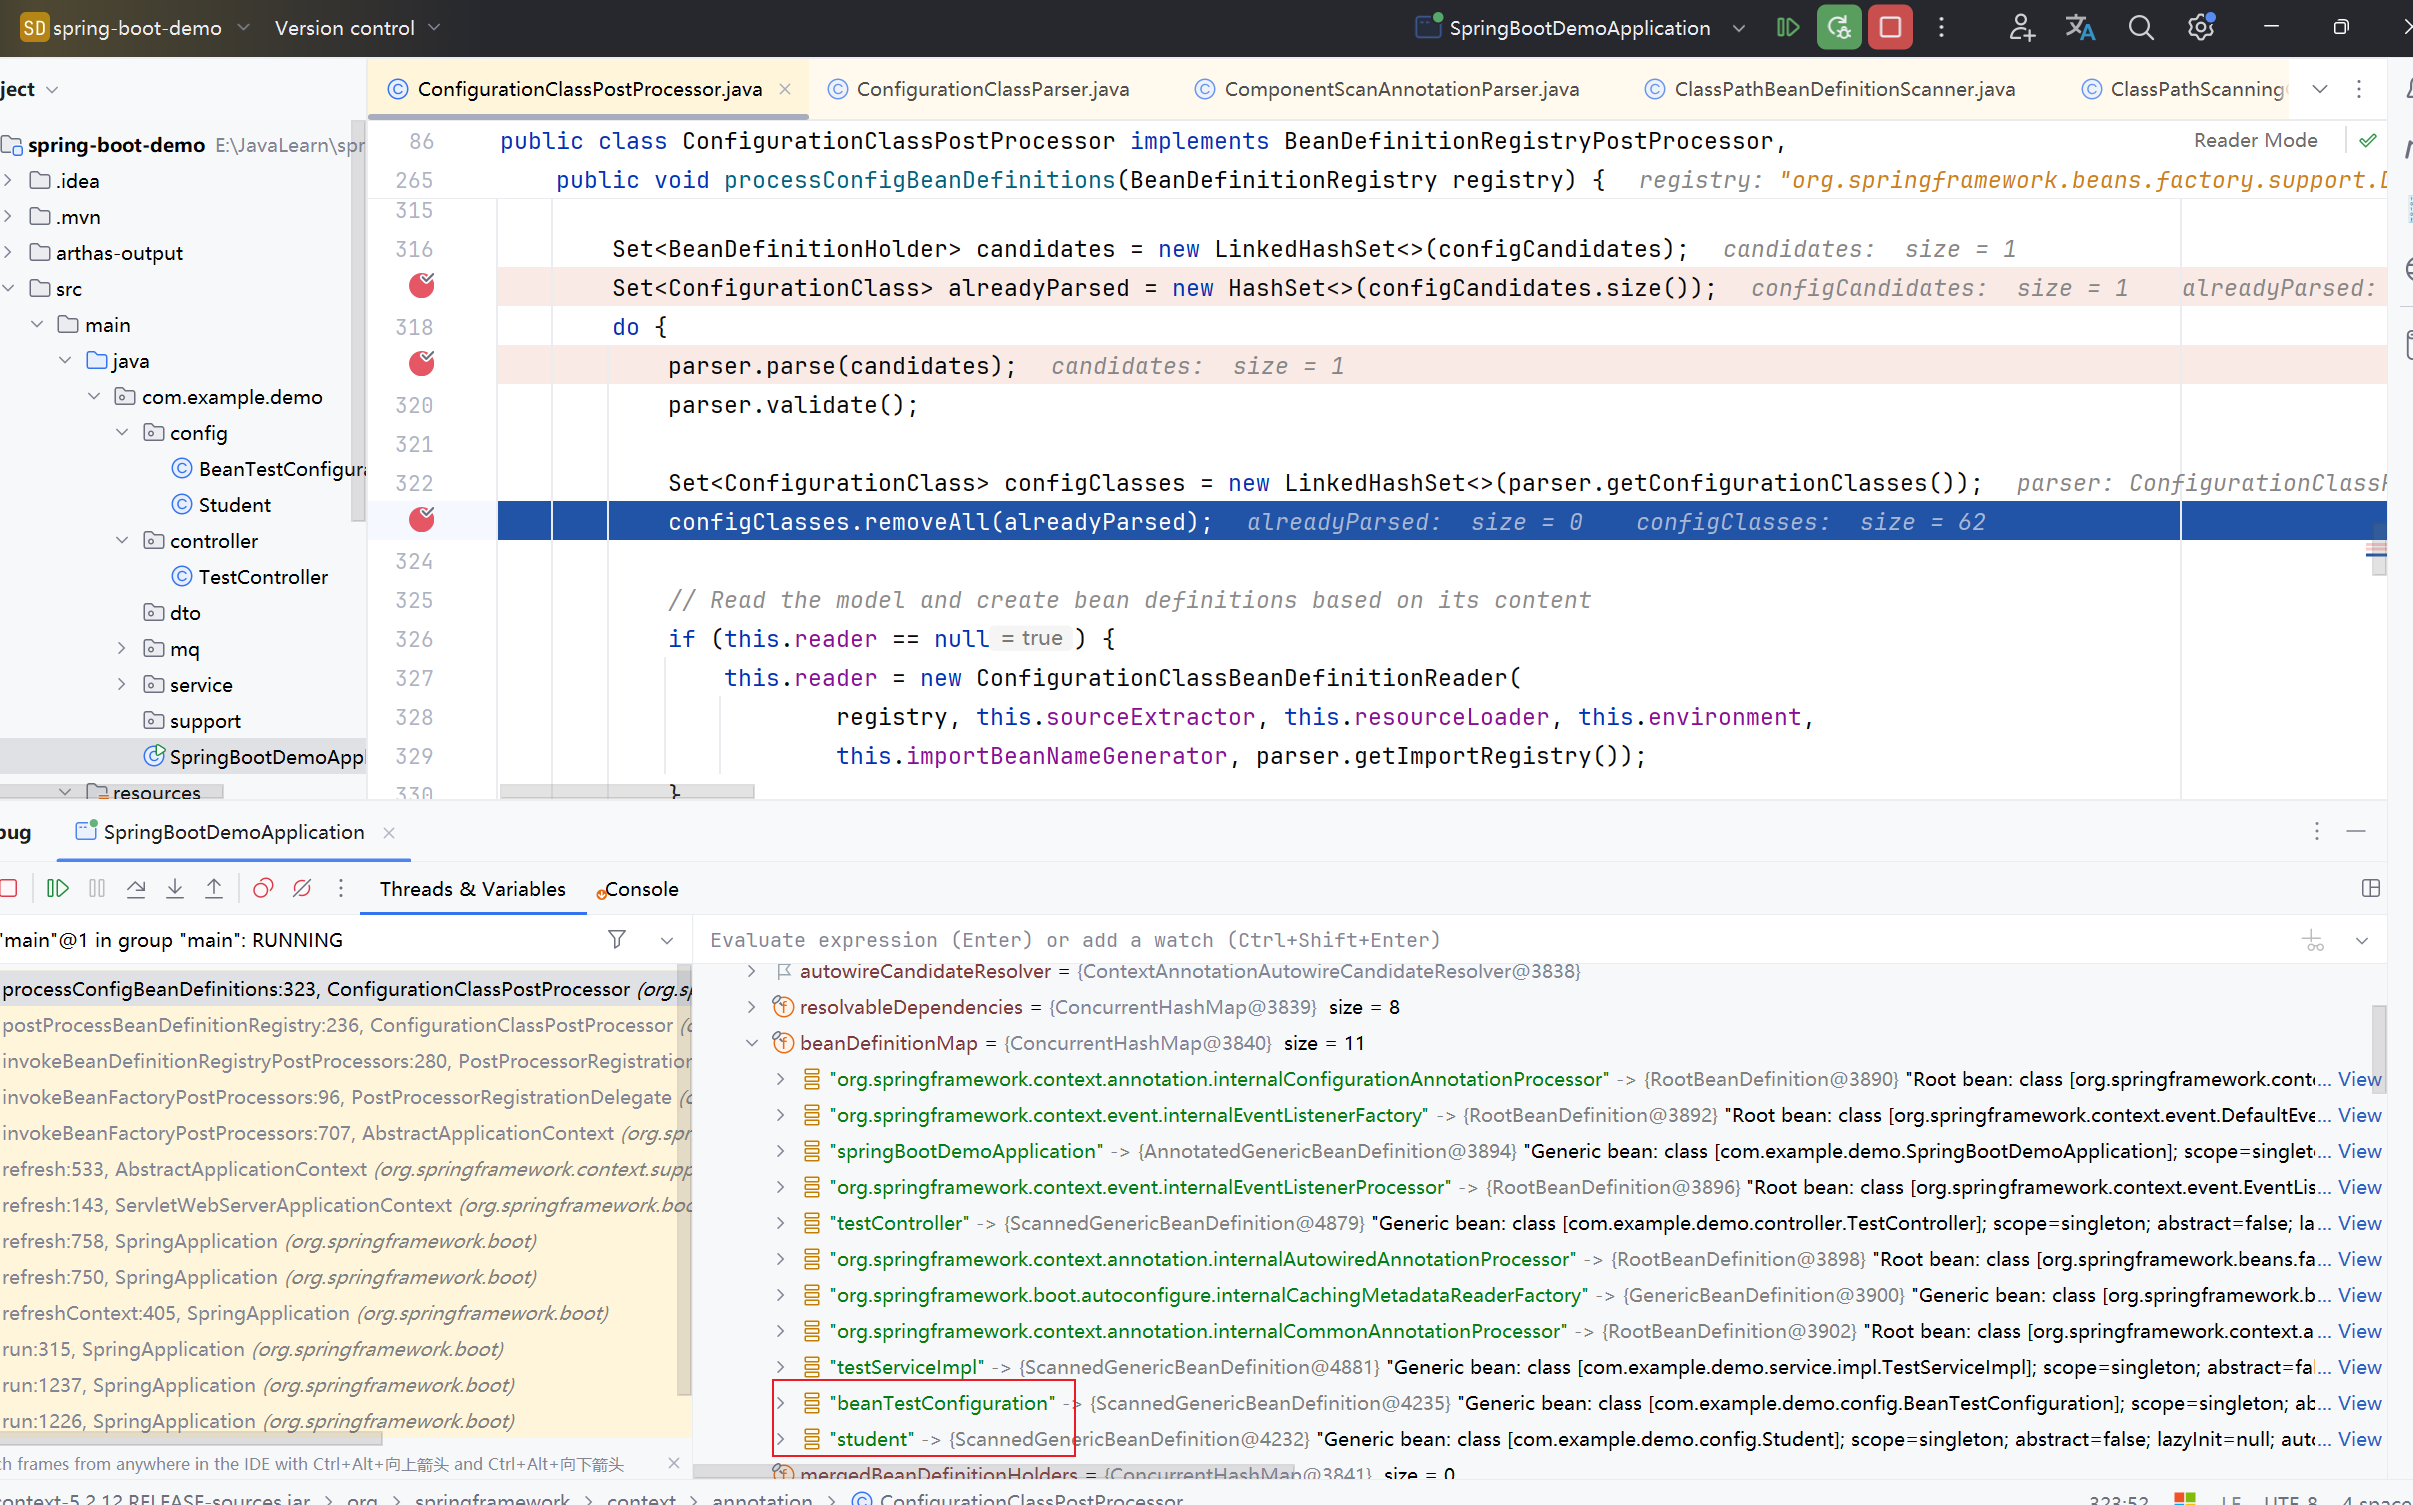 SD spring-boot-demo Version control SpringBootDemoApplication
ject
ConfigurationClassPostProcessor.java ConfigurationClassParser.java ComponentScanAnnotationParser.java ClassPathBeanDefinitionScanner.java ClassPathScanning
spring-boot-demo E:\JavaLearn\spr
.idea
.mvn
arthas-output
src
main
java
com.example.demo
config
BeanTestConfigura
Student
controller
TestController
dto
mq
service
support
SpringBootDemoAppl
resources
86 public class ConfigurationClassPostProcessor implements BeanDefinitionRegistryPostProcessor,
Reader Mode
265 public void processConfigBeanDefinitions(BeanDefinitionRegistry registry) { registry: "org.springframework.beans.factory.support.D
315
316 Set<BeanDefinitionHolder> candidates = new LinkedHashSet<>(configCandidates); candidates: size = 1
Set<ConfigurationClass> alreadyParsed = new HashSet<>(configCandidates.size()); configCandidates: size = 1 alreadyParsed:
318 do {
parser.parse(candidates); candidates: size = 1
320 parser.validate();
321
322 Set<ConfigurationClass> configClasses = new LinkedHashSet<>(parser.getConfigurationClasses()); parser: ConfigurationClassP
configClasses.removeAll(alreadyParsed); alreadyParsed: size = 0 configClasses: size = 62
324
325 // Read the model and create bean definitions based on its content
326 if (this.reader == null = true ) {
327 this.reader = new ConfigurationClassBeanDefinitionReader(
328 registry, this.sourceExtractor, this.resourceLoader, this.environment,
329 this.importBeanNameGenerator, parser.getImportRegistry());
330 }
bug SpringBootDemoApplication
Threads & Variables Console
"main"@1 in group "main": RUNNING
processConfigBeanDefinitions:323, ConfigurationClassPostProcessor (org.s
postProcessBeanDefinitionRegistry:236, ConfigurationClassPostProcessor (o
invokeBeanDefinitionRegistryPostProcessors:280, PostProcessorRegistration
invokeBeanFactoryPostProcessors:96, PostProcessorRegistrationDelegate (o
invokeBeanFactoryPostProcessors:707, AbstractApplicationContext (org.spr
refresh:533, AbstractApplicationContext (org.springframework.context.supp
refresh:143, ServletWebServerApplicationContext (org.springframework.boo
refresh:758, SpringApplication (org.springframework.boot)
refresh:750, SpringApplication (org.springframework.boot)
refreshContext:405, SpringApplication (org.springframework.boot)
run:315, SpringApplication (org.springframework.boot)
run:1237, SpringApplication (org.springframework.boot)
run:1226, SpringApplication (org.springframework.boot)
ch frames from anywhere in the IDE with Ctrl+Alt+向上箭头 and Ctrl+Alt+向下箭头
Evaluate expression (Enter) or add a watch (Ctrl+Shift+Enter)
autowireCandidateResolver = {ContextAnnotationAutowireCandidateResolver@3838}
resolvableDependencies = {ConcurrentHashMap@3839} size = 8
beanDefinitionMap = {ConcurrentHashMap@3840} size = 11
"org.springframework.context.annotation.internalConfigurationAnnotationProcessor" -> {RootBeanDefinition@3890} "Root bean: class [org.springframework.conte... View
"org.springframework.context.event.internalEventListenerFactory" -> {RootBeanDefinition@3892} "Root bean: class [org.springframework.context.event.DefaultEve... View
"springBootDemoApplication" -> {AnnotatedGenericBeanDefinition@3894} "Generic bean: class [com.example.demo.SpringBootDemoApplication]; scope=singlet... View
"org.springframework.context.event.internalEventListenerProcessor" -> {RootBeanDefinition@3896} "Root bean: class [org.springframework.context.event.EventLis... View
"testController" -> {ScannedGenericBeanDefinition@4879} "Generic bean: class [com.example.demo.controller.TestController]; scope=singleton; abstract=false; la... View
"org.springframework.context.annotation.internalAutowiredAnnotationProcessor" -> {RootBeanDefinition@3898} "Root bean: class [org.springframework.beans.fa... View
"org.springframework.boot.autoconfigure.internalCachingMetadataReaderFactory" -> {GenericBeanDefinition@3900} "Generic bean: class [org.springframework.b... View
"org.springframework.context.annotation.internalCommonAnnotationProcessor" -> {RootBeanDefinition@3902} "Root bean: class [org.springframework.context.a... View
"testServiceImpl" -> {ScannedGenericBeanDefinition@4881} "Generic bean: class [com.example.demo.service.impl.TestServiceImpl]; scope=singleton; abstract=fal... View
"beanTestConfiguration" -> {ScannedGenericBeanDefinition@4235} "Generic bean: class [com.example.demo.config.BeanTestConfiguration]; scope=singleton; ab... View
"student" -> {ScannedGenericBeanDefinition@4232} "Generic bean: class [com.example.demo.config.Student]; scope=singleton; abstract=false; lazyInit=null; auto... View
mergedBeanDefinitionHolders = {ConcurrentHashMap@3841} size = 0
context-5.2.12.RELEASE-sources.jar > org > springframework > context > annotation > ConfigurationClassPostProcessor 323:52 LF UTF-8 4 space